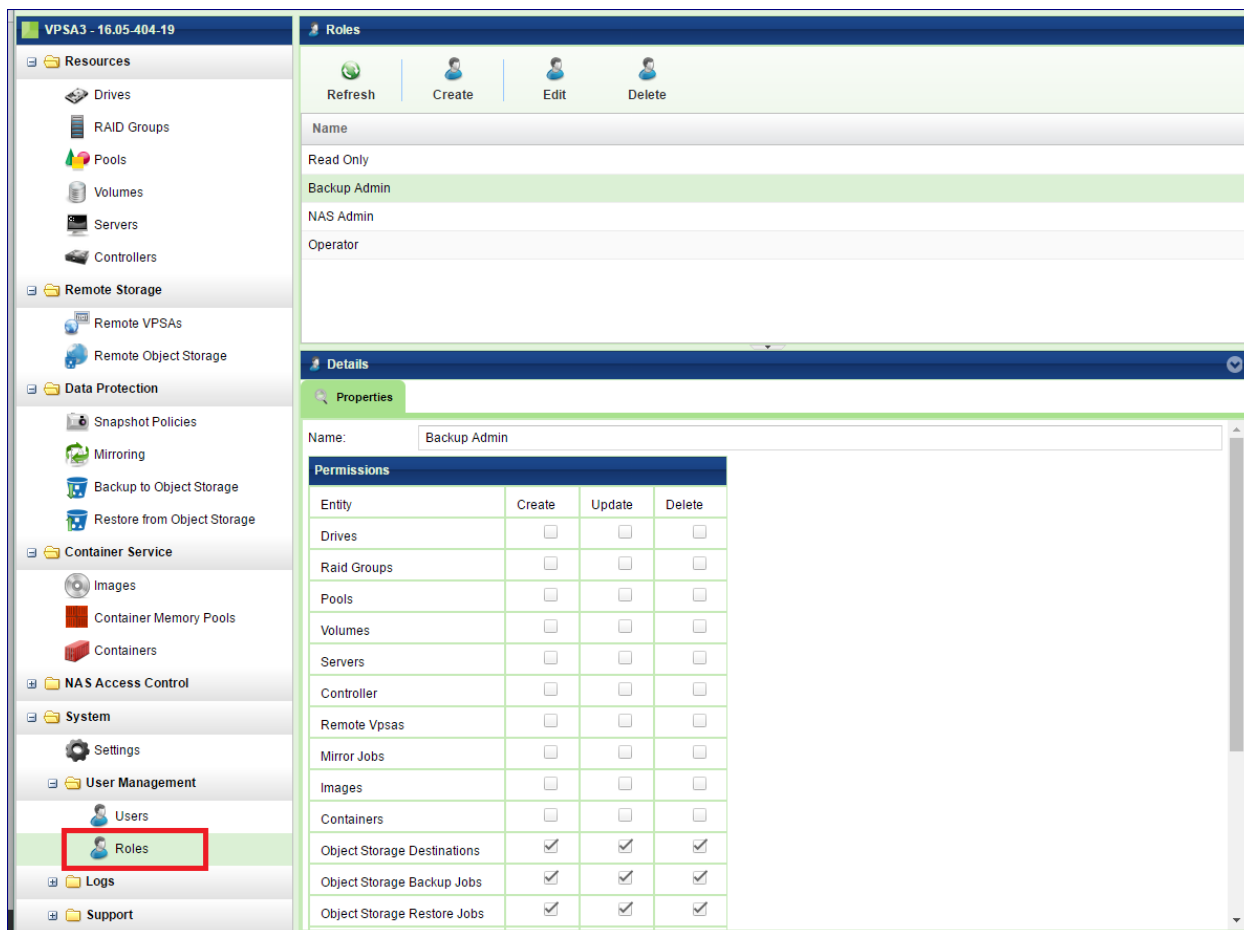 VPSA3 - 16.05-404-19
Resources
Drives
RAID Groups
Pools
Volumes
Servers
Controllers
Remote Storage
Remote VPSAs
Remote Object Storage
Data Protection
Snapshot Policies
Mirroring
Backup to Object Storage
Restore from Object Storage
Container Service
Images
Container Memory Pools
Containers
NAS Access Control
System
Settings
User Management
Users
Roles
Logs
Support
Roles
Refresh Create Edit Delete
Name
Read Only
Backup Admin
NAS Admin
Operator
Details
Properties
Name: Backup Admin
Permissions
Entity Create Update Delete
Drives
Raid Groups
Pools
Volumes
Servers
Controller
Remote Vpsas
Mirror Jobs
Images
Containers
Object Storage Destinations
Object Storage Backup Jobs
Object Storage Restore Jobs